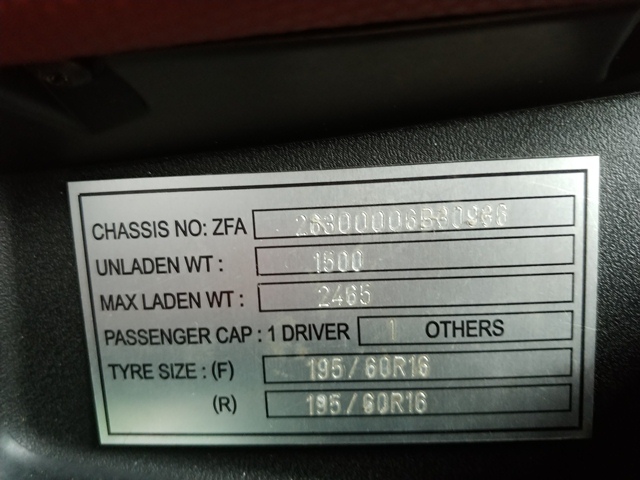 CHASSIS NO: ZFA 26300006B30936
UNLADEN WT : 1500
MAX LADEN WT : 2465
PASSENGER CAP : 1 DRIVER 1 OTHERS
TYRE SIZE : (F) 195/60R16
(R) 195/60R16